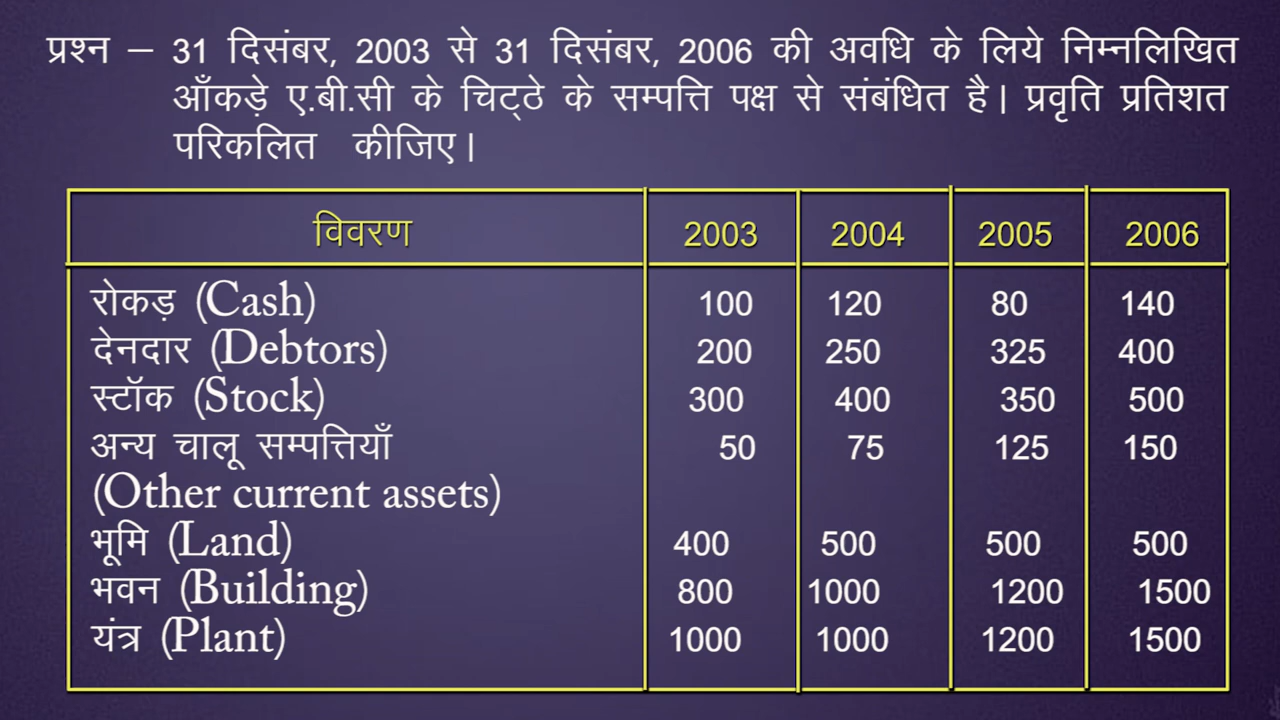 प्रश्न – 31 दिसंबर, 2003 से 31 दिसंबर, 2006 की अवधि के लिये निम्नलिखित
आँकड़े ए.बी.सी के चिट्ठे के सम्पत्ति पक्ष से संबंधित है। प्रवृति प्रतिशत
परिकलित कीजिए।
विवरण 2003 2004 2005 2006
रोकड़ (Cash) 100 120 80 140
देनदार (Debtors) 200 250 325 400
स्टॉक (Stock) 300 400 350 500
अन्य चालू सम्पत्तियाँ 50 75 125 150
(Other current assets)
भूमि (Land) 400 500 500 500
भवन (Building) 800 1000 1200 1500
यंत्र (Plant) 1000 1000 1200 1500